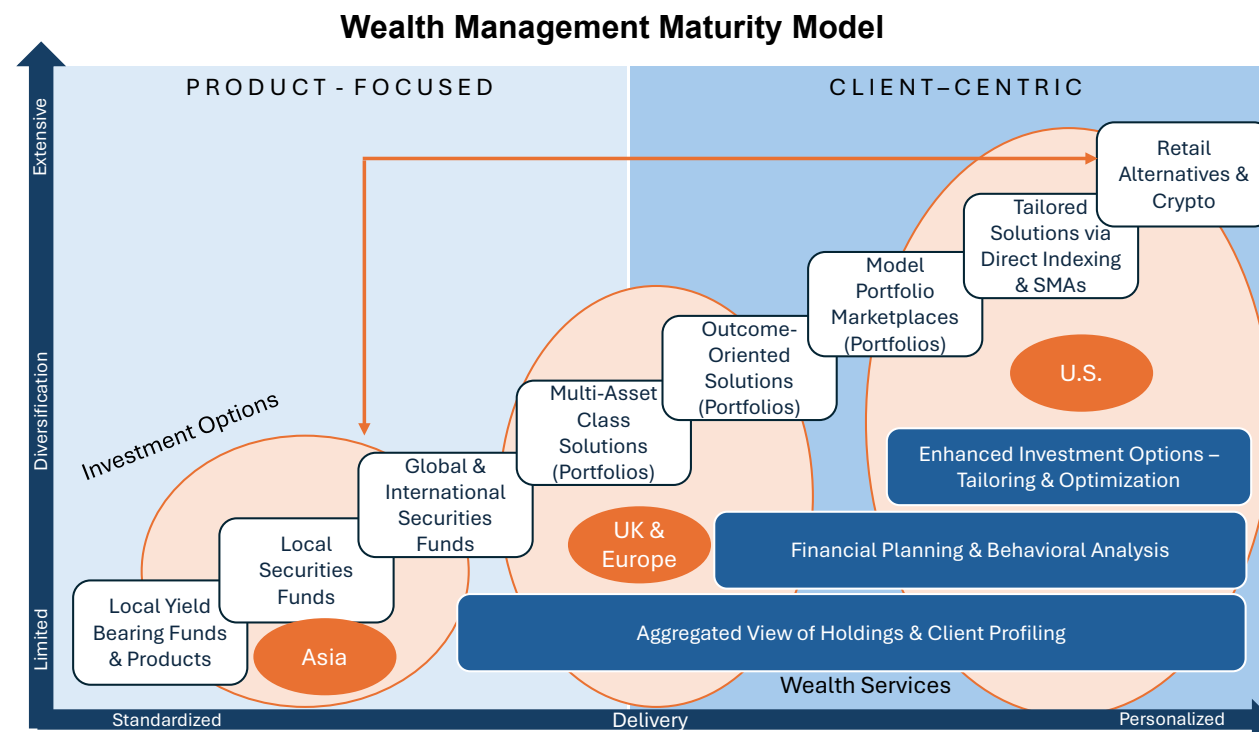 Wealth Management Maturity Model
PRODUCT - FOCUSED
CLIENT–CENTRIC
Extensive
Diversification
Limited
Investment Options
Retail
Alternatives &
Crypto
Tailored
Solutions via
Direct Indexing
& SMAs
Model
Portfolio
Marketplaces
(Portfolios)
Outcome-
Oriented
Solutions
(Portfolios)
Multi-Asset
Class
Solutions
(Portfolios)
Global &
International
Securities
Funds
Local
Securities
Funds
Local Yield
Bearing Funds
& Products
Asia
UK &
Europe
U.S.
Enhanced Investment Options –
Tailoring & Optimization
Financial Planning & Behavioral Analysis
Aggregated View of Holdings & Client Profiling
Wealth Services
Standardized
Delivery
Personalized